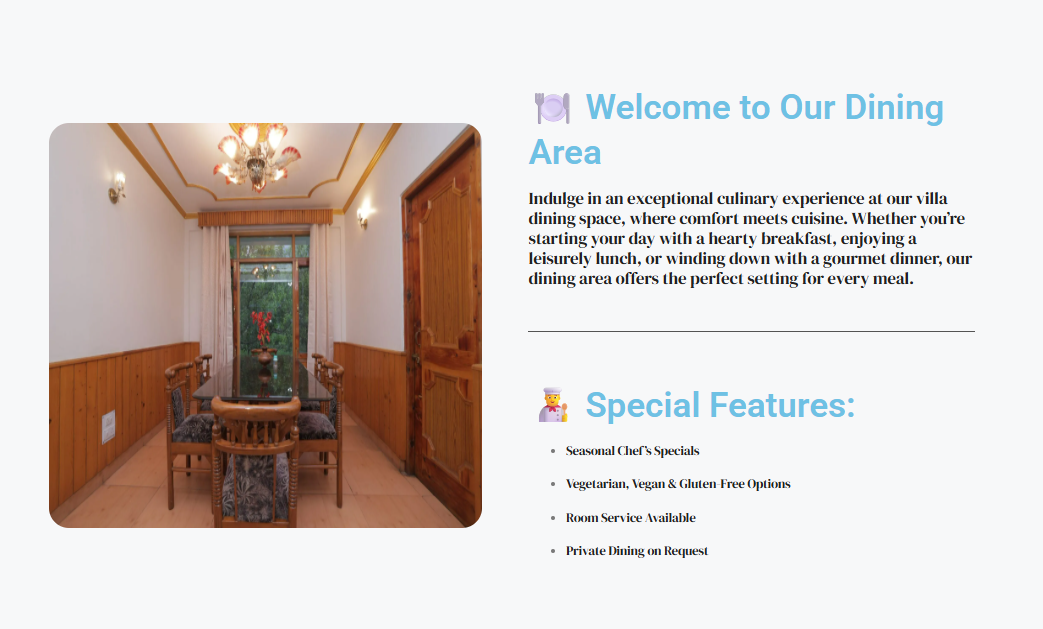 🍽️ Welcome to Our Dining
Area
Indulge in an exceptional culinary experience at our villa
dining space, where comfort meets cuisine. Whether you’re
starting your day with a hearty breakfast, enjoying a
leisurely lunch, or winding down with a gourmet dinner, our
dining area offers the perfect setting for every meal.
🧑‍🍳 Special Features:
• Seasonal Chef’s Specials
• Vegetarian, Vegan & Gluten-Free Options
• Room Service Available
• Private Dining on Request